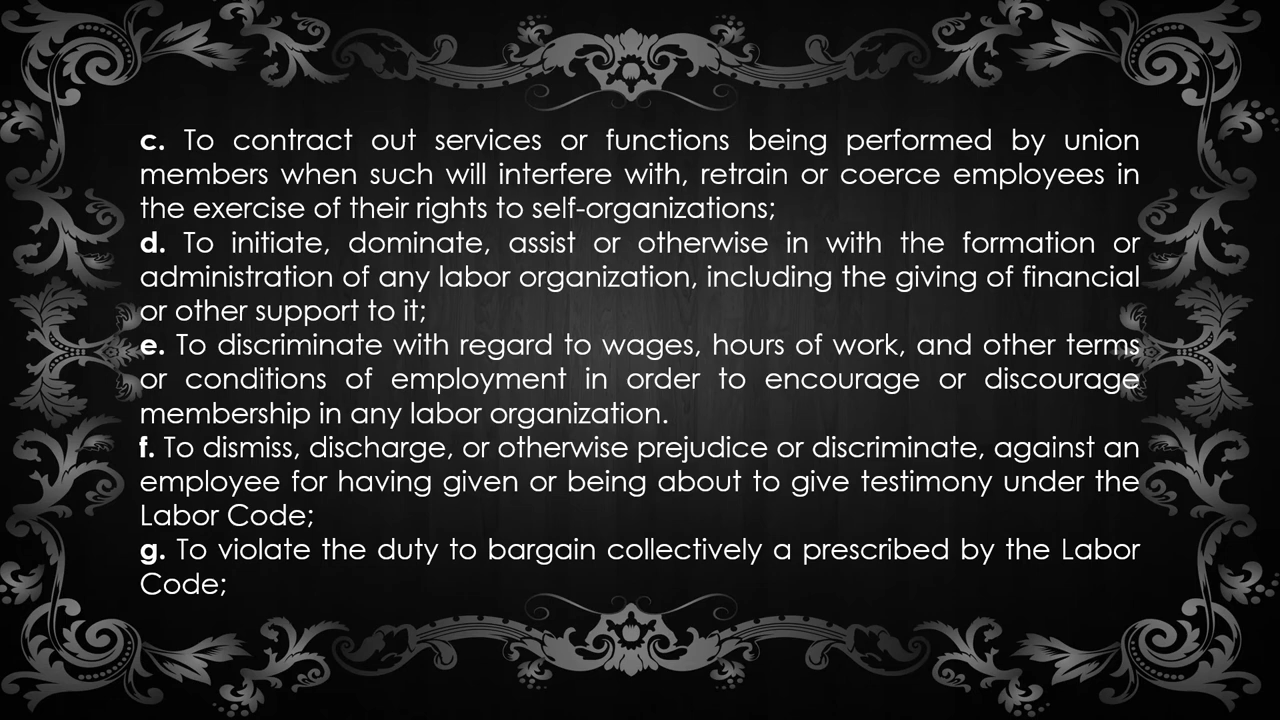 c. To contract out services or functions being performed by union
members when such will interfere with, retrain or coerce employees in
the exercise of their rights to self-organizations;
d. To initiate, dominate, assist or otherwise in with the formation or
administration of any labor organization, including the giving of financial
or other support to it;
e. To discriminate with regard to wages, hours of work, and other terms
or conditions of employment in order to encourage or discourage
membership in any labor organization.
f. To dismiss, discharge, or otherwise prejudice or discriminate, against an
employee for having given or being about to give testimony under the
Labor Code;
g. To violate the duty to bargain collectively a prescribed by the Labor
Code;